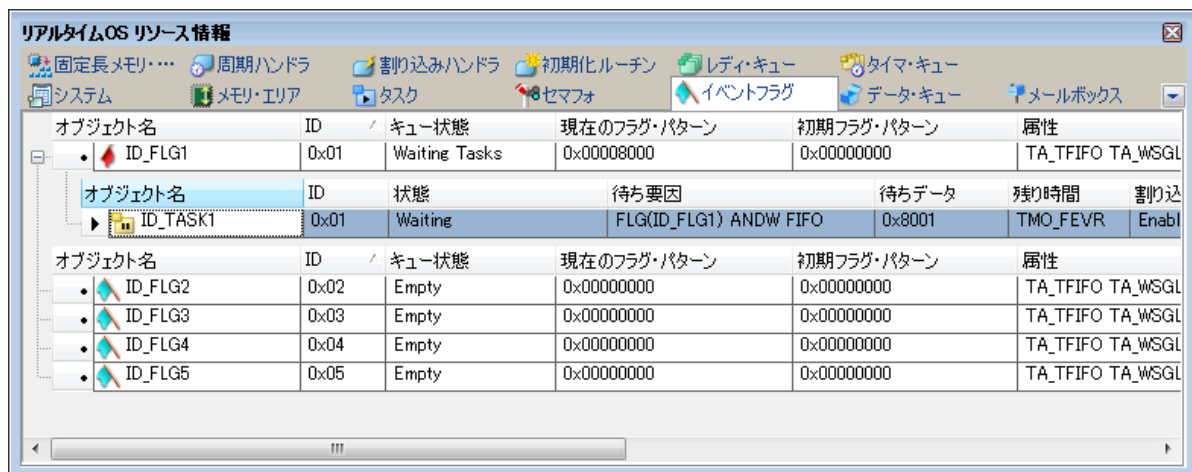 リアルタイムOS リソース情報
固定長メモリ・… 周期ハンドラ 割り込みハンドラ 初期化ルーチン レディ・キュー タイマ・キュー
システム メモリ・エリア タスク セマフォ イベントフラグ データ・キュー メールボックス
オブジェクト名 ID キュー状態 現在のフラグ・パターン 初期フラグ・パターン 属性
ID_FLG1 0x01 Waiting Tasks 0x00008000 0x00000000 TA_TFIFO TA_WSGL
オブジェクト名 ID 状態 待ち要因 待ちデータ 残り時間 割り込
ID_TASK1 0x01 Waiting FLG(ID_FLG1) ANDW FIFO 0x8001 TMO_FEVR Enabl
オブジェクト名 ID キュー状態 現在のフラグ・パターン 初期フラグ・パターン 属性
ID_FLG2 0x02 Empty 0x00000000 0x00000000 TA_TFIFO TA_WSGL
ID_FLG3 0x03 Empty 0x00000000 0x00000000 TA_TFIFO TA_WSGL
ID_FLG4 0x04 Empty 0x00000000 0x00000000 TA_TFIFO TA_WSGL
ID_FLG5 0x05 Empty 0x00000000 0x00000000 TA_TFIFO TA_WSGL